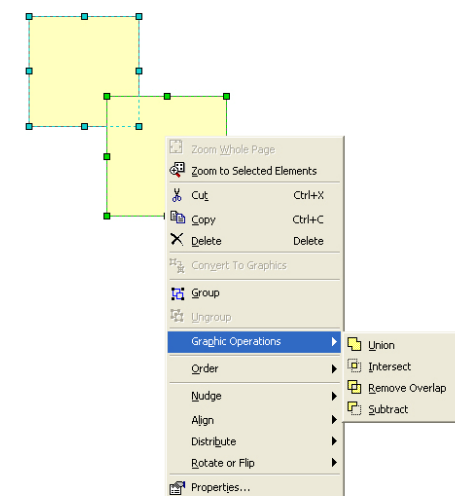 Zoom Whole Page
Zoom to Selected Elements
Cut Ctrl+X
Copy Ctrl+C
Delete Delete
Convert To Graphics
Group
Ungroup
Graphic Operations
Union
Intersect
Order
Remove Overlap
Nudge
Subtract
Align
Distribute
Rotate or Flip
Properties...